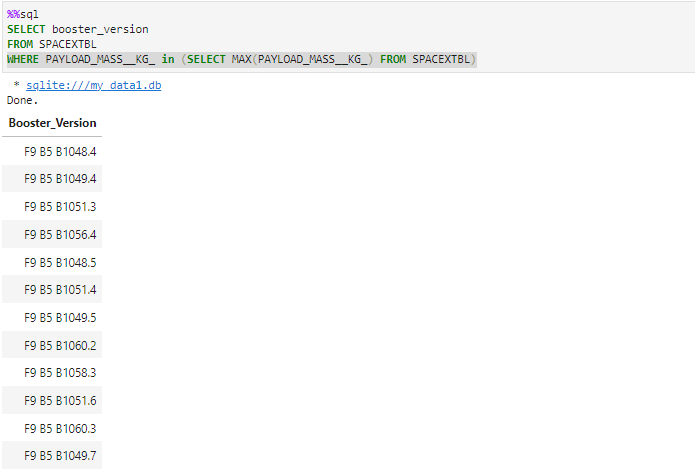 %%sql
SELECT booster_version
FROM SPACEXTBL
WHERE PAYLOAD_MASS__KG_ in (SELECT MAX(PAYLOAD_MASS__KG_) FROM SPACEXTBL)
* sqlite:///my_data1.db
Done.
Booster_Version
F9 B5 B1048.4
F9 B5 B1049.4
F9 B5 B1051.3
F9 B5 B1056.4
F9 B5 B1048.5
F9 B5 B1051.4
F9 B5 B1049.5
F9 B5 B1060.2
F9 B5 B1058.3
F9 B5 B1051.6
F9 B5 B1060.3
F9 B5 B1049.7